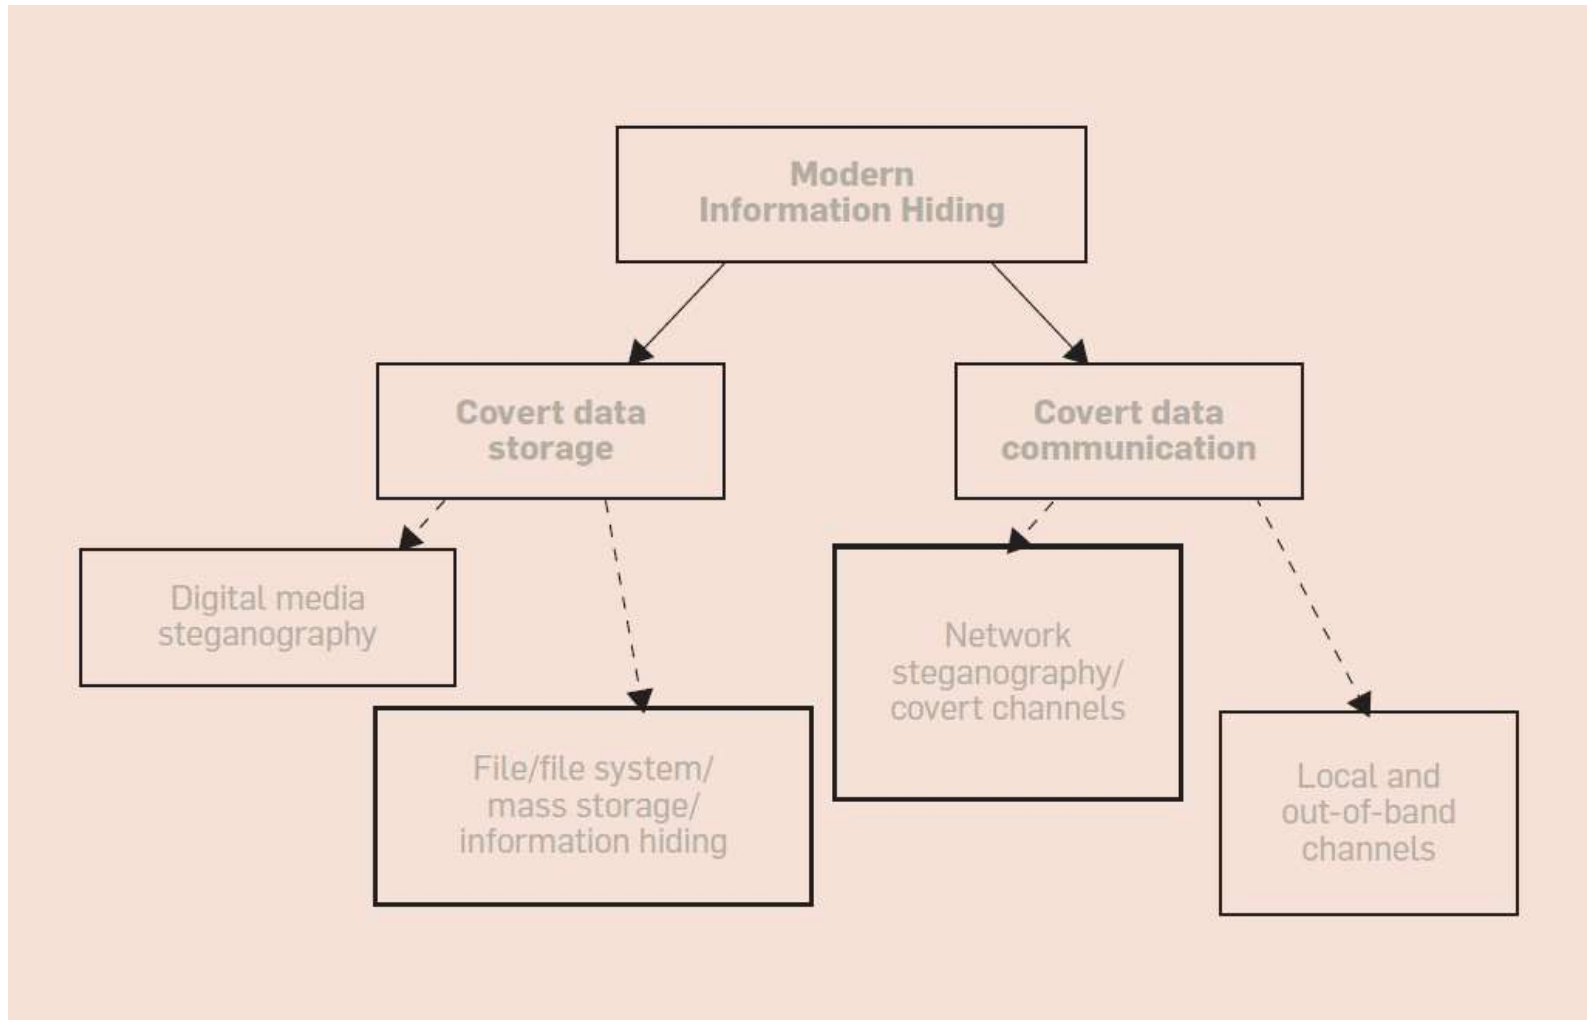 Modern
Information Hiding
Covert data
storage
Covert data
communication
Digital media
steganography
File/file system/
mass storage/
information hiding
Network
steganography/
covert channels
Local and
out-of-band
channels